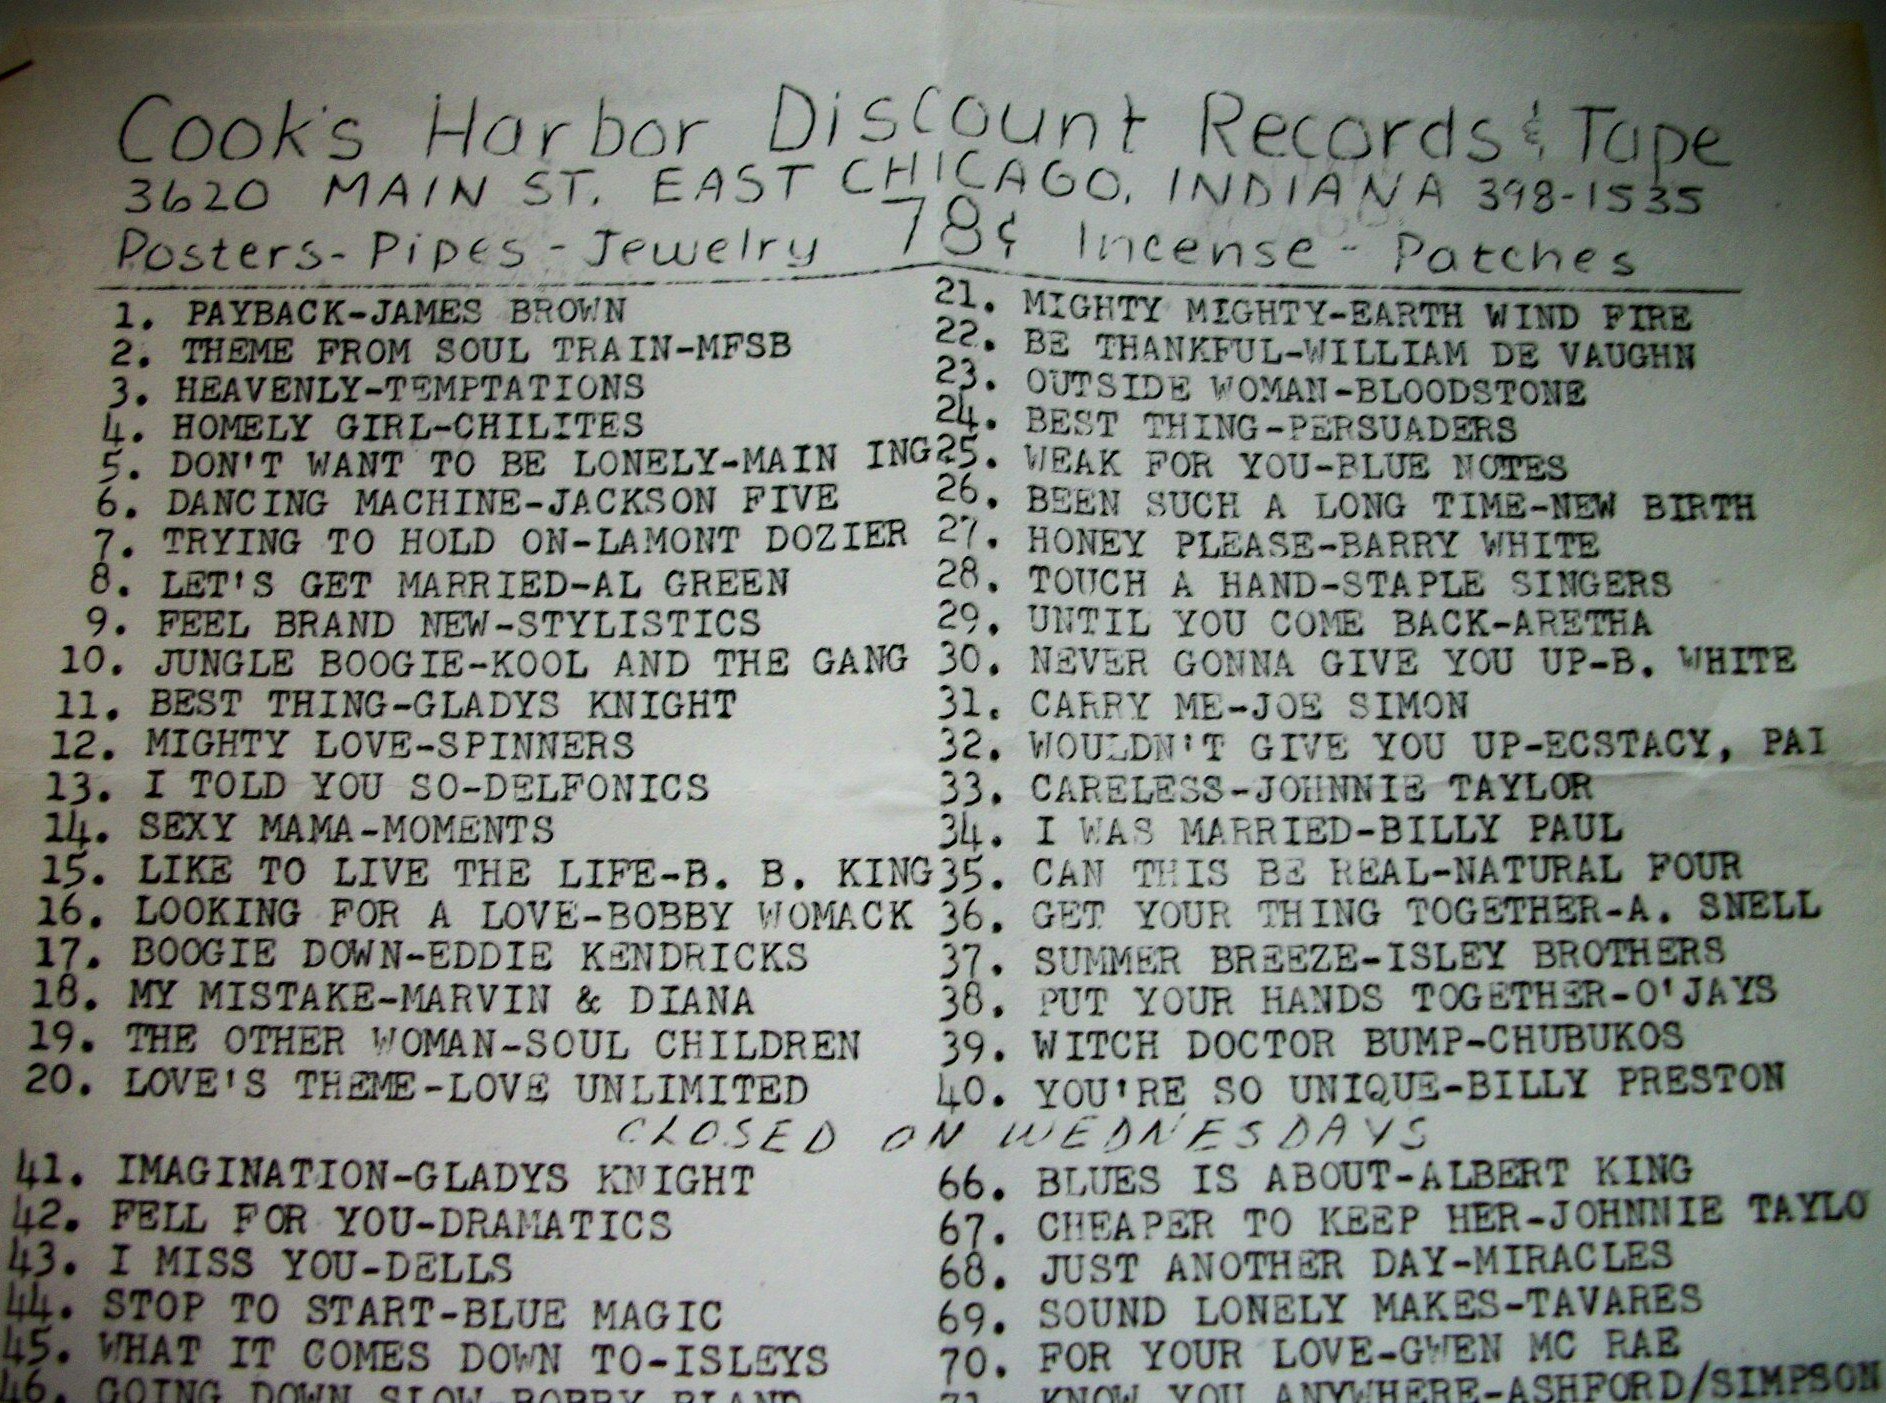 Cook's Harbor Discount Records & Tape
3620 MAIN ST. EAST CHICAGO, INDIANA 398-1535
Posters-Pipes-Jewelry 78¢ Incense-Patches
1. PAYBACK-JAMES BROWN
2. THEME FROM SOUL TRAIN-MFSB
3. HEAVENLY-TEMPTATIONS
4. HOMELY GIRL-CHILITES
5. DON'T WANT TO BE LONELY-MAIN ING
6. DANCING MACHINE-JACKSON FIVE
7. TRYING TO HOLD ON-LAMONT DOZIER
8. LET'S GET MARRIED-AL GREEN
9. FEEL BRAND NEW-STYLISTICS
10. JUNGLE BOOGIE-KOOL AND THE GANG
11. BEST THING-GLADYS KNIGHT
12. MIGHTY LOVE-SPINNERS
13. I TOLD YOU SO-DELFONICS
14. SEXY MAMA-MOMENTS
15. LIKE TO LIVE THE LIFE-B. B. KING
16. LOOKING FOR A LOVE-BOBBY WOMACK
17. BOOGIE DOWN-EDDIE KENDRICKS
18. MY MISTAKE-MARVIN & DIANA
19. THE OTHER WOMAN-SOUL CHILDREN
20. LOVE'S THEME-LOVE UNLIMITED
21. MIGHTY MIGHTY-EARTH WIND FIRE
22. BE THANKFUL-WILLIAM DE VAUGHN
23. OUTSIDE WOMAN-BLOODSTONE
24. BEST THING-PERSUADERS
25. WEAK FOR YOU-BLUE NOTES
26. BEEN SUCH A LONG TIME-NEW BIRTH
27. HONEY PLEASE-BARRY WHITE
28. TOUCH A HAND-STAPLE SINGERS
29. UNTIL YOU COME BACK-ARETHA
30. NEVER GONNA GIVE YOU UP-B. WHITE
31. CARRY ME-JOE SIMON
32. WOULDN'T GIVE YOU UP-ECSTACY, PAI
33. CARELESS-JOHNNIE TAYLOR
34. I WAS MARRIED-BILLY PAUL
35. CAN THIS BE REAL-NATURAL FOUR
36. GET YOUR THING TOGETHER-A. SNELL
37. SUMMER BREEZE-ISLEY BROTHERS
38. PUT YOUR HANDS TOGETHER-O'JAYS
39. WITCH DOCTOR BUMP-CHUBUKOS
40. YOU'RE SO UNIQUE-BILLY PRESTON
CLOSED ON WEDNESDAYS
41. IMAGINATION-GLADYS KNIGHT
42. FELL FOR YOU-DRAMATICS
43. I MISS YOU-DELLS
44. STOP TO START-BLUE MAGIC
45. WHAT IT COMES DOWN TO-ISLEYS
46. GOING DOWN SLOW-BOBBY BLAND
66. BLUES IS ABOUT-ALBERT KING
67. CHEAPER TO KEEP HER-JOHNNIE TAYLO
68. JUST ANOTHER DAY-MIRACLES
69. SOUND LONELY MAKES-TAVARES
70. FOR YOUR LOVE-GWEN MC RAE
71. KNOW YOU ANYWHERE-ASHFORD/SIMPSON